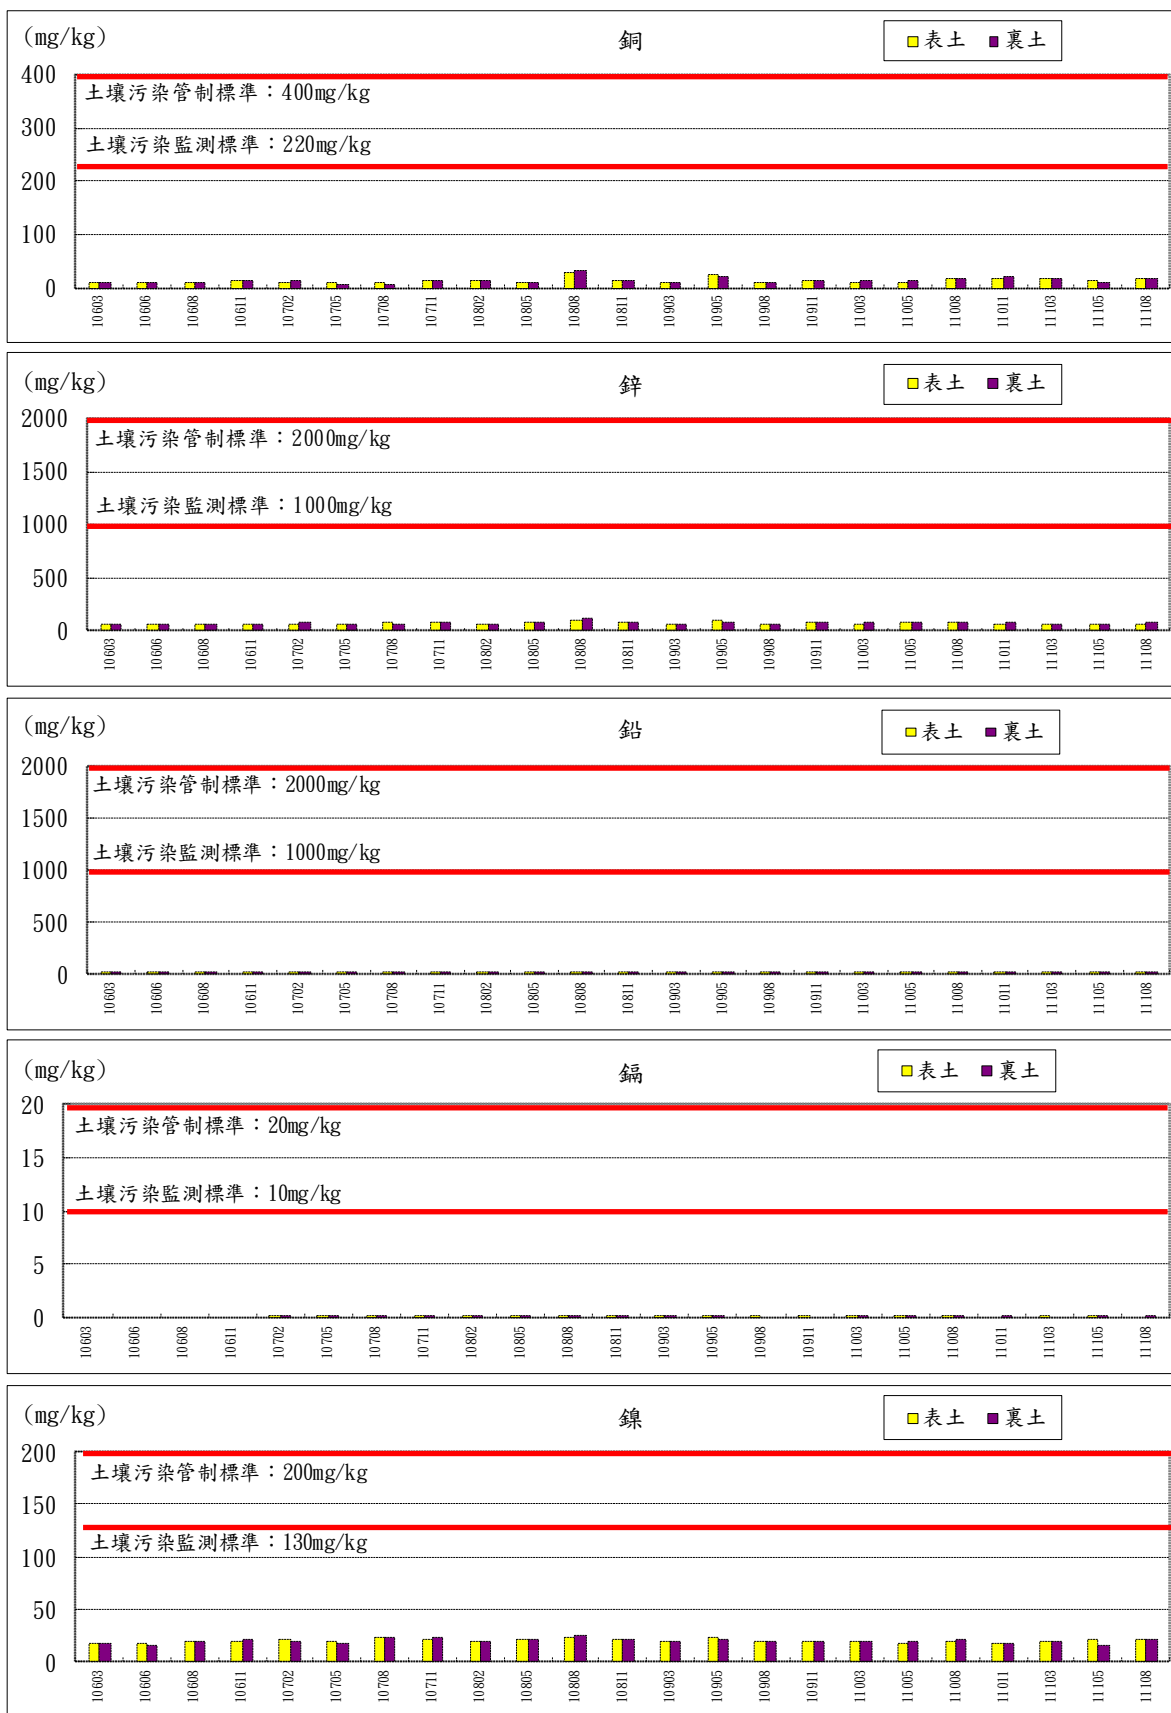 (mg/kg)
銅
表土 裏土
400
土壤污染管制標準：400mg/kg
300
土壤污染監測標準：220mg/kg
200
100
0
10603 10606 10608 10611 10702 10705 10708 10711 10802 10805 10808 10811 10903 10905 10908 10911 11003 11005 11008 11011 11103 11105 11108
(mg/kg)
鋅
表土 裏土
2000
土壤污染管制標準：2000mg/kg
1500
土壤污染監測標準：1000mg/kg
1000
500
0
10603 10606 10608 10611 10702 10705 10708 10711 10802 10805 10808 10811 10903 10905 10908 10911 11003 11005 11008 11011 11103 11105 11108
(mg/kg)
鉛
表土 裏土
2000
土壤污染管制標準：2000mg/kg
1500
土壤污染監測標準：1000mg/kg
1000
500
0
10603 10606 10608 10611 10702 10705 10708 10711 10802 10805 10808 10811 10903 10905 10908 10911 11003 11005 11008 11011 11103 11105 11108
(mg/kg)
鎘
表土 裏土
20
土壤污染管制標準：20mg/kg
15
土壤污染監測標準：10mg/kg
10
5
0
10603 10606 10608 10611 10702 10705 10708 10711 10802 10805 10808 10811 10903 10905 10908 10911 11003 11005 11008 11011 11103 11105 11108
(mg/kg)
鎳
表土 裏土
200
土壤污染管制標準：200mg/kg
150
土壤污染監測標準：130mg/kg
100
50
0
10603 10606 10608 10611 10702 10705 10708 10711 10802 10805 10808 10811 10903 10905 10908 10911 11003 11005 11008 11011 11103 11105 11108